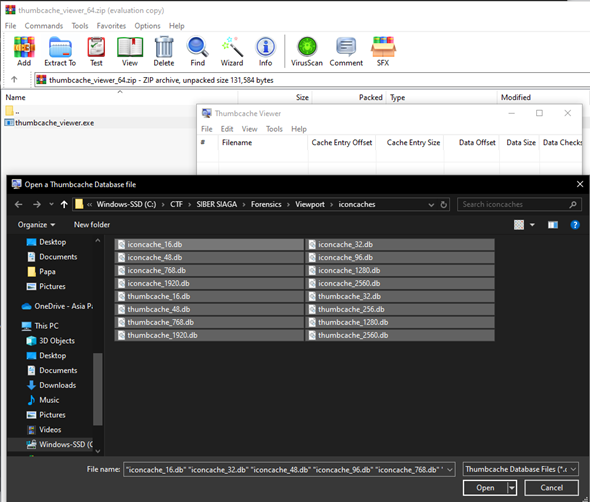 thumbcache_viewer_64.zip (evaluation copy)
File Commands Tools Favorites Options Help
Add Extract To Test View Delete Find Wizard Info VirusScan Comment SFX
thumbcache_viewer_64.zip - ZIP archive, unpacked size 131,584 bytes
Name Size Packed Type Modified
..
thumbcache_viewer.exe
Thumbcache Viewer
File Edit View Tools Help
# Filename Cache Entry Offset Cache Entry Size Data Offset Data Size Data Checks
Open a Thumbcache Database file
« Windows-SSD (C:) > CTF > SIBER SIAGA > Forensics > Viewport > iconcaches
Search iconcaches
Organize New folder
Desktop
Documents
Papa
Pictures
OneDrive - Asia Pa
This PC
3D Objects
Desktop
Documents
Downloads
Music
Pictures
Videos
Windows-SSD (C
iconcache_16.db iconcache_32.db
iconcache_48.db iconcache_96.db
iconcache_768.db iconcache_1280.db
iconcache_1920.db iconcache_2560.db
thumbcache_16.db thumbcache_32.db
thumbcache_48.db thumbcache_256.db
thumbcache_768.db thumbcache_1280.db
thumbcache_1920.db thumbcache_2560.db
File name: "iconcache_16.db" "iconcache_32.db" "iconcache_48.db" "iconcache_96.db" "iconcache_768.db" "
Thumbcache Database Files (*.c
Open Cancel